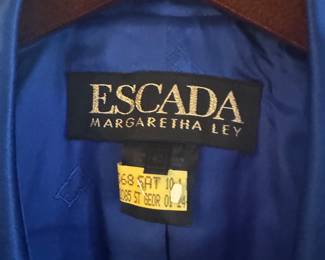 ESCADA
MARGARETHA LEY
68 SAT 10
ST GEOR